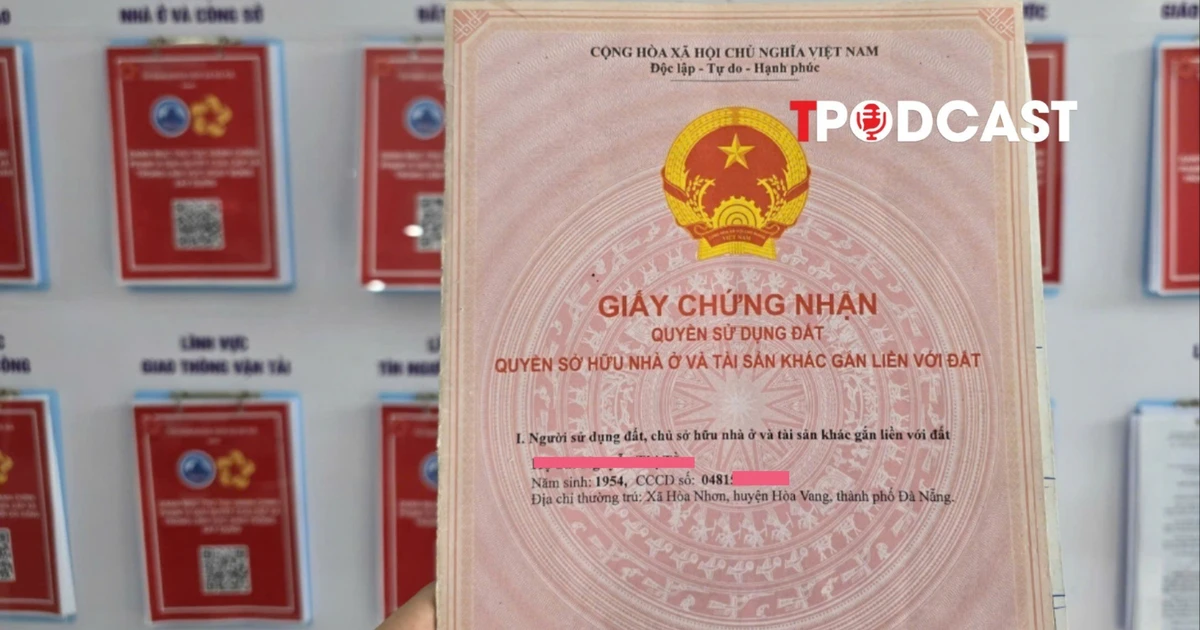 NHÀ Ở VÀ CÔNG SỞ
TPODCAST
CỘNG HÒA XÃ HỘI CHỦ NGHĨA VIỆT NAM
Độc lập - Tự do - Hạnh phúc
VIỆT NAM
GIẤY CHỨNG NHẬN
QUYỀN SỬ DỤNG ĐẤT
QUYỀN SỞ HỮU NHÀ Ở VÀ TÀI SẢN KHÁC GẮN LIỀN VỚI ĐẤT
I. Người sử dụng đất, chủ sở hữu nhà ở và tài sản khác gắn liền với đất
Năm sinh: 1954, CCCD số: 0481
Địa chỉ thường trú: Xã Hòa Nhơn, huyện Hòa Vang, thành phố Đà Nẵng.
LĨNH VỰC
GIAO THÔNG VẬN TẢI